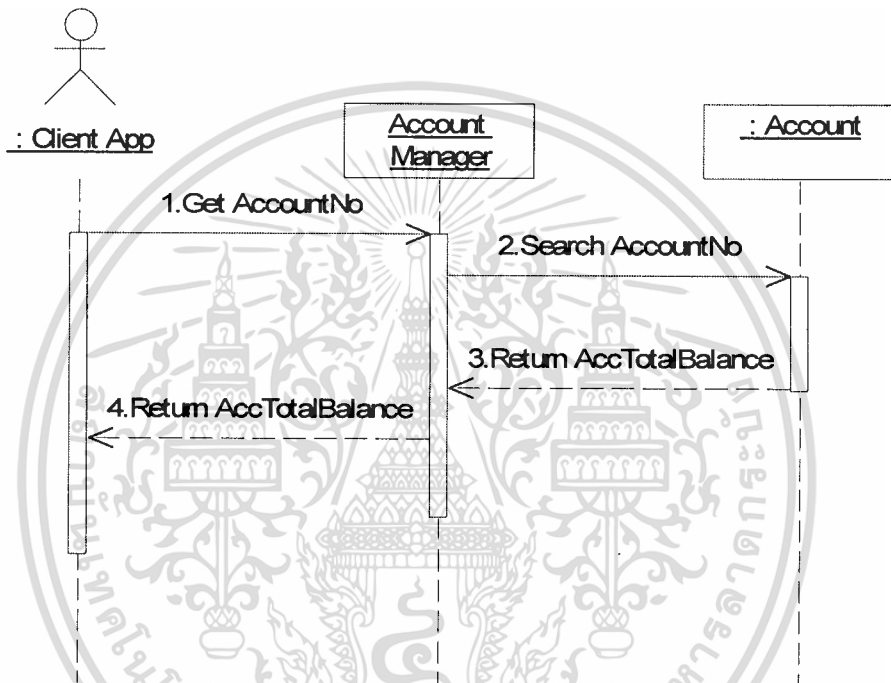 : Client App
Account
Manager
: Account
1.Get AccountNo
2.Search AccountNo
3.Return AccTotalBalance
4.Return AccTotalBalance